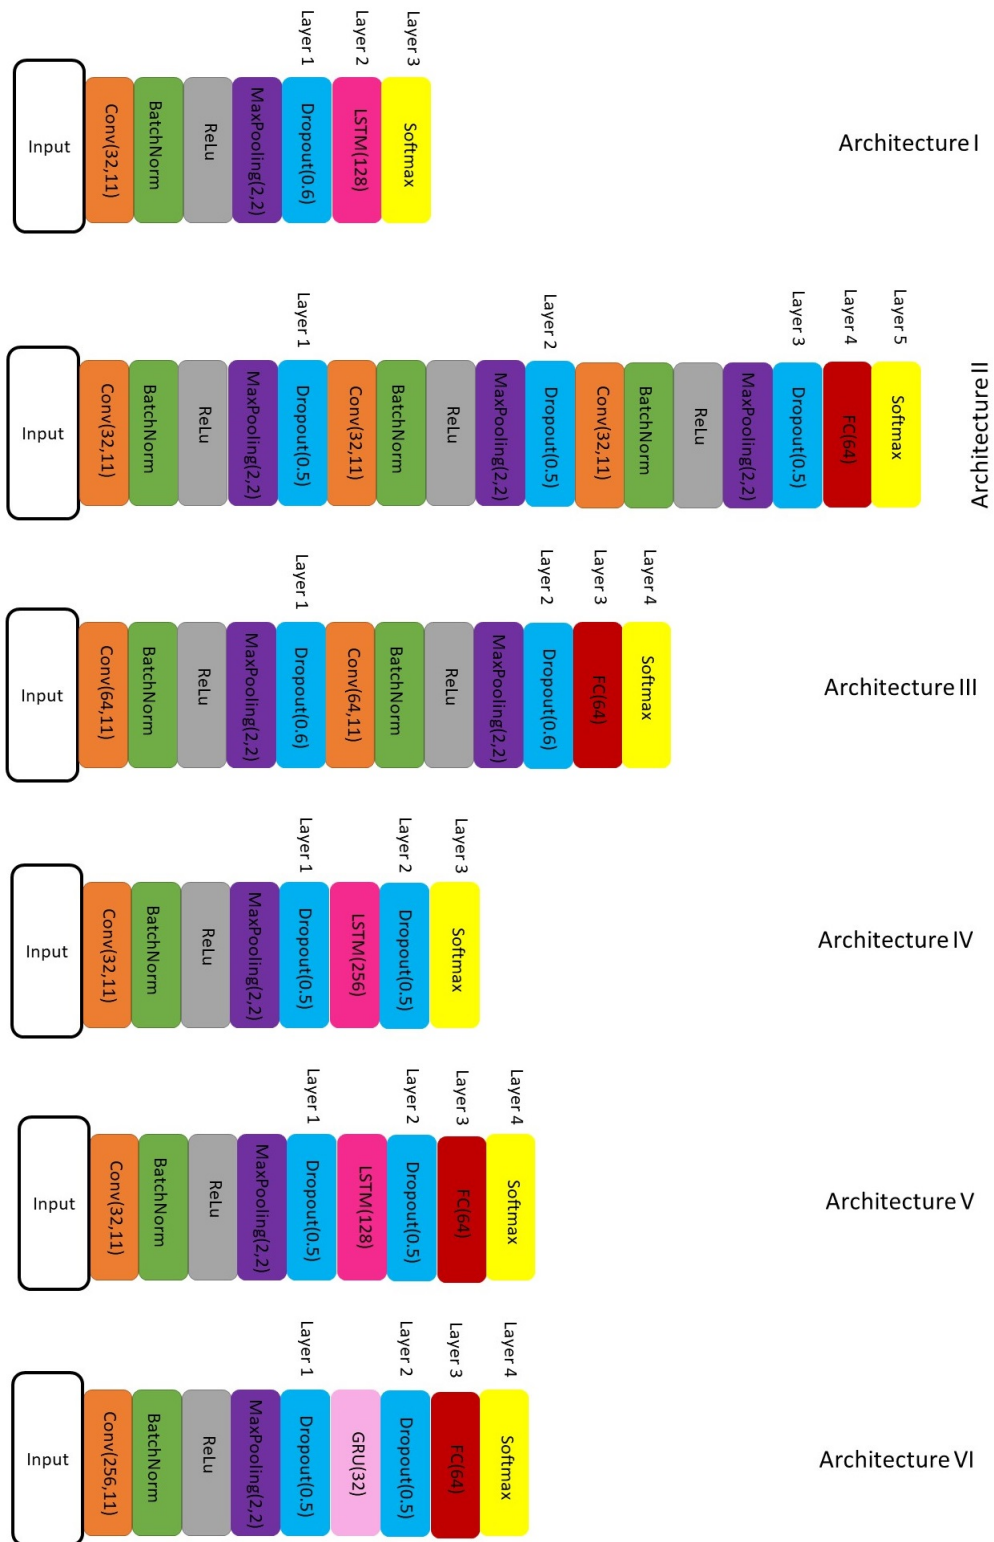 Layer 1
Layer 2
Layer 3
Input
Conv(32,11)
BatchNorm
ReLu
MaxPooling(2,2)
Dropout(0.6)
LSTM(128)
Softmax
Architecture I
Layer 1
Layer 2
Layer 3
Layer 4
Layer 5
Input
Conv(32,11)
BatchNorm
ReLu
MaxPooling(2,2)
Dropout(0.5)
Conv(32,11)
BatchNorm
ReLu
MaxPooling(2,2)
Dropout(0.5)
Conv(32,11)
BatchNorm
ReLu
MaxPooling(2,2)
Dropout(0.5)
FC(64)
Softmax
Architecture II
Layer 1
Layer 2
Layer 3
Layer 4
Input
Conv(64,11)
BatchNorm
ReLu
MaxPooling(2,2)
Dropout(0.6)
Conv(64,11)
BatchNorm
ReLu
MaxPooling(2,2)
Dropout(0.6)
FC(64)
Softmax
Architecture III
Layer 1
Layer 2
Layer 3
Input
Conv(32,11)
BatchNorm
ReLu
MaxPooling(2,2)
Dropout(0.5)
LSTM(256)
Dropout(0.5)
Softmax
Architecture IV
Layer 1
Layer 2
Layer 3
Layer 4
Input
Conv(32,11)
BatchNorm
ReLu
MaxPooling(2,2)
Dropout(0.5)
LSTM(128)
Dropout(0.5)
FC(64)
Softmax
Architecture V
Layer 1
Layer 2
Layer 3
Layer 4
Input
Conv(256,11)
BatchNorm
ReLu
MaxPooling(2,2)
Dropout(0.5)
GRU(32)
Dropout(0.5)
FC(64)
Softmax
Architecture VI